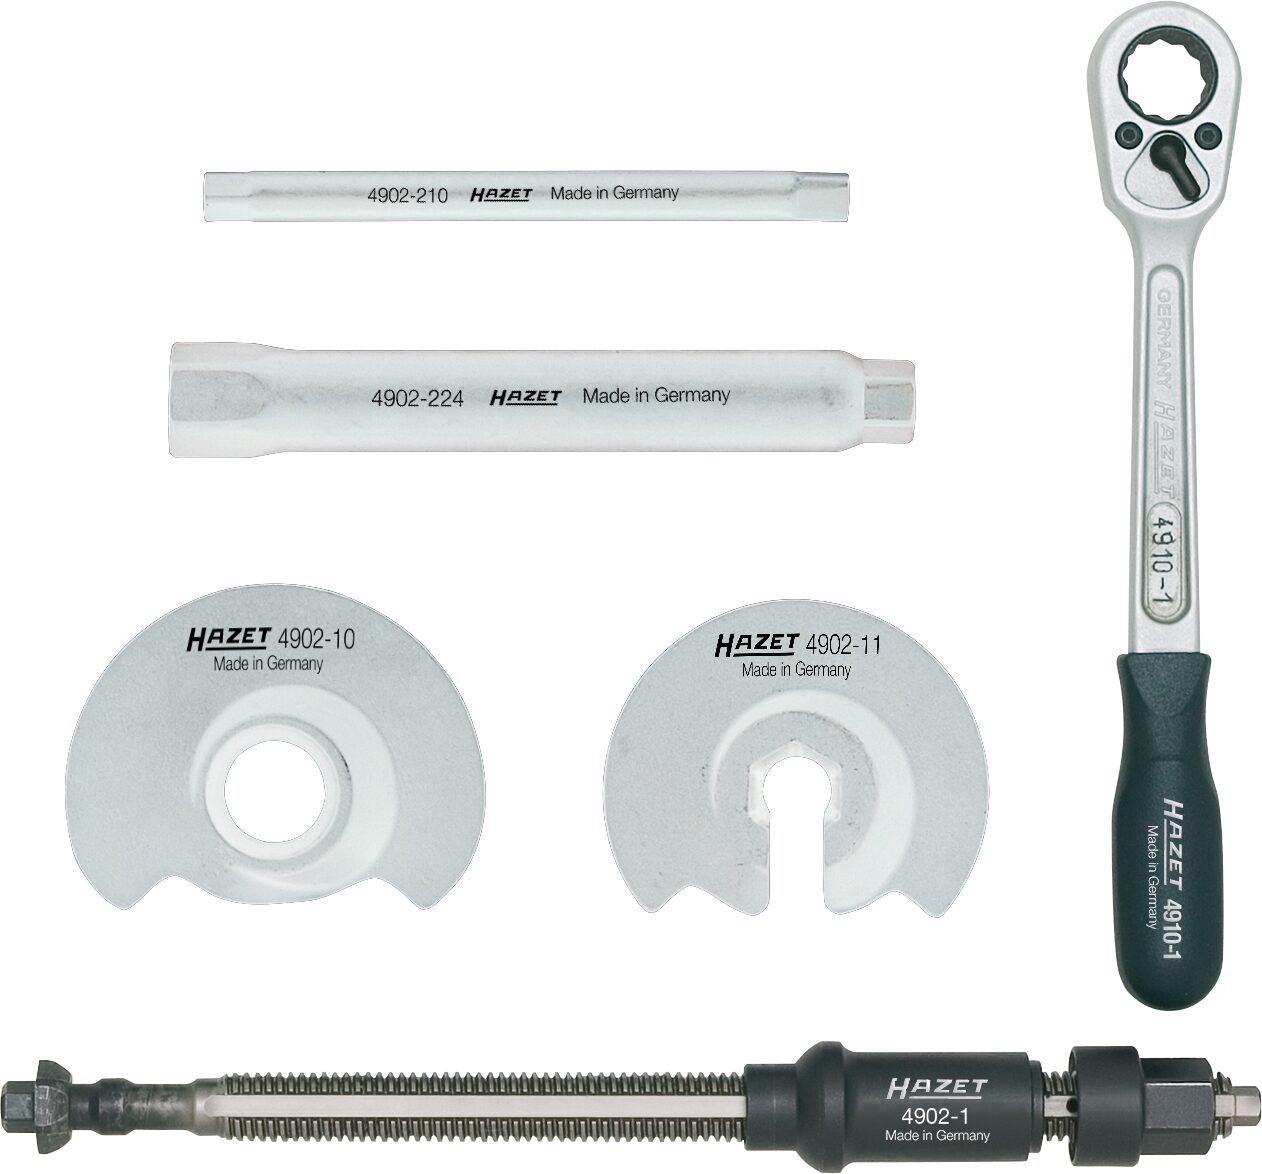 4902-210 HAZET Made in Germany
4902-224 HAZET Made in Germany
HAZET 4902-10
Made in Germany
HAZET 4902-11
Made in Germany
GERMANY HAZET
4910-1
HAZET 4910-1
Made in Germany
HAZET
4902-1
Made in Germany